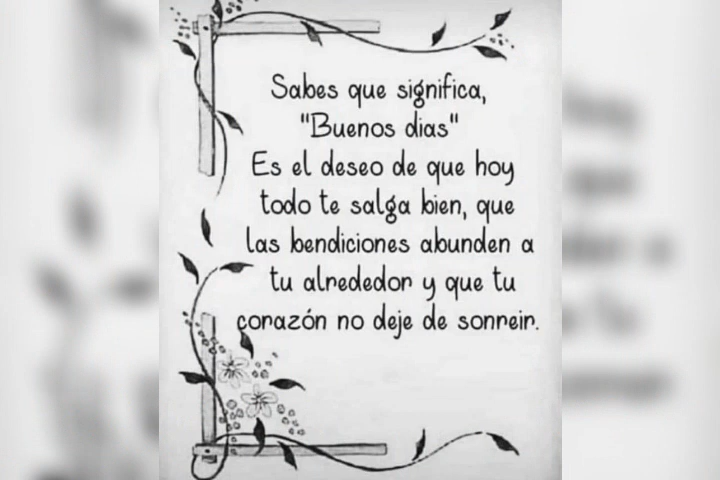 Sabes que significa,
"Buenos dias"
Es el deseo de que hoy
todo te salga bien, que
las bendiciones abunden a
tu alrededor y que tu
corazón no deje de sonreir.